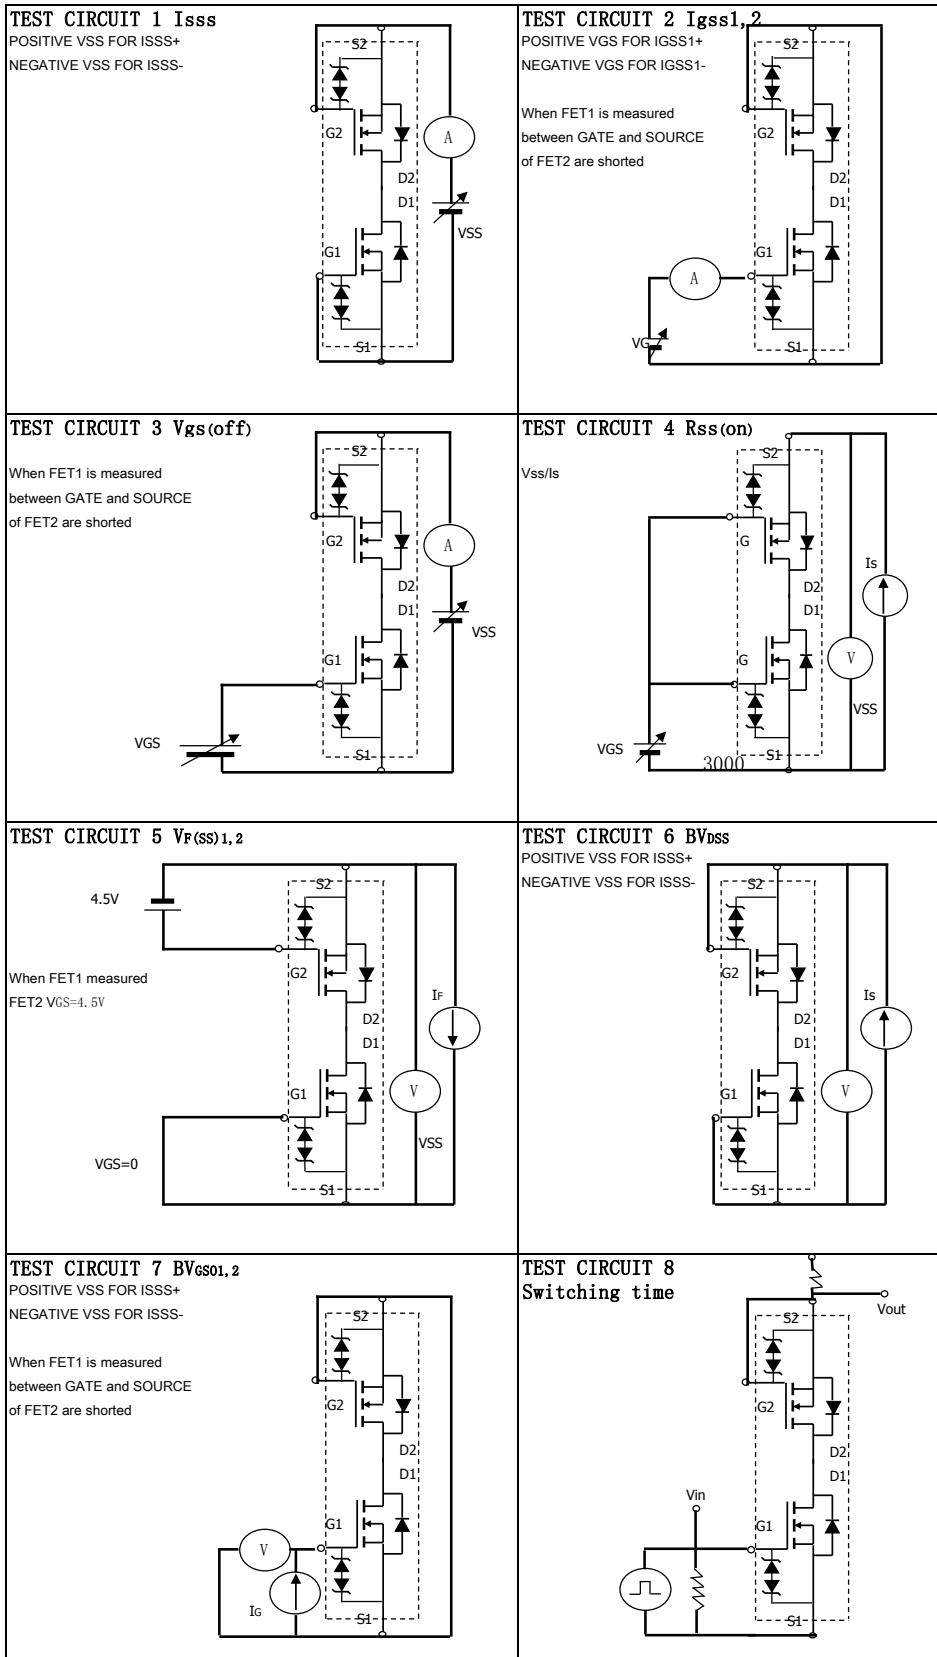 TEST CIRCUIT 1 Isss
POSITIVE VSS FOR ISSS+
NEGATIVE VSS FOR ISSS-
S2
G2
A
D2
D1
VSS
G1
S1
TEST CIRCUIT 2 Igss1,2
POSITIVE VGS FOR IGSS1+
NEGATIVE VGS FOR IGSS1-
When FET1 is measured
between GATE and SOURCE
of FET2 are shorted
S2
G2
D2
D1
G1
A
VG
S1
TEST CIRCUIT 3 Vgs(off)
When FET1 is measured
between GATE and SOURCE
of FET2 are shorted
S2
G2
A
D2
D1
VSS
G1
VGS
S1
TEST CIRCUIT 4 Rss(on)
Vss/Is
S2
G
Is
D2
D1
G
V
VSS
VGS
S1
3000
TEST CIRCUIT 5 VF(SS)1,2
4.5V
S2
When FET1 measured
FET2 VGS=4.5V
G2
IF
D2
D1
G1
V
VSS
VGS=0
S1
TEST CIRCUIT 6 BVDSS
POSITIVE VSS FOR ISSS+
NEGATIVE VSS FOR ISSS-
S2
G2
Is
D2
D1
G1
V
S1
TEST CIRCUIT 7 BVGSO1,2
POSITIVE VSS FOR ISSS+
NEGATIVE VSS FOR ISSS-
When FET1 is measured
between GATE and SOURCE
of FET2 are shorted
S2
G2
D2
D1
G1
V
IG
S1
TEST CIRCUIT 8
Switching time
Vout
S2
G2
D2
D1
Vin
G1
S1